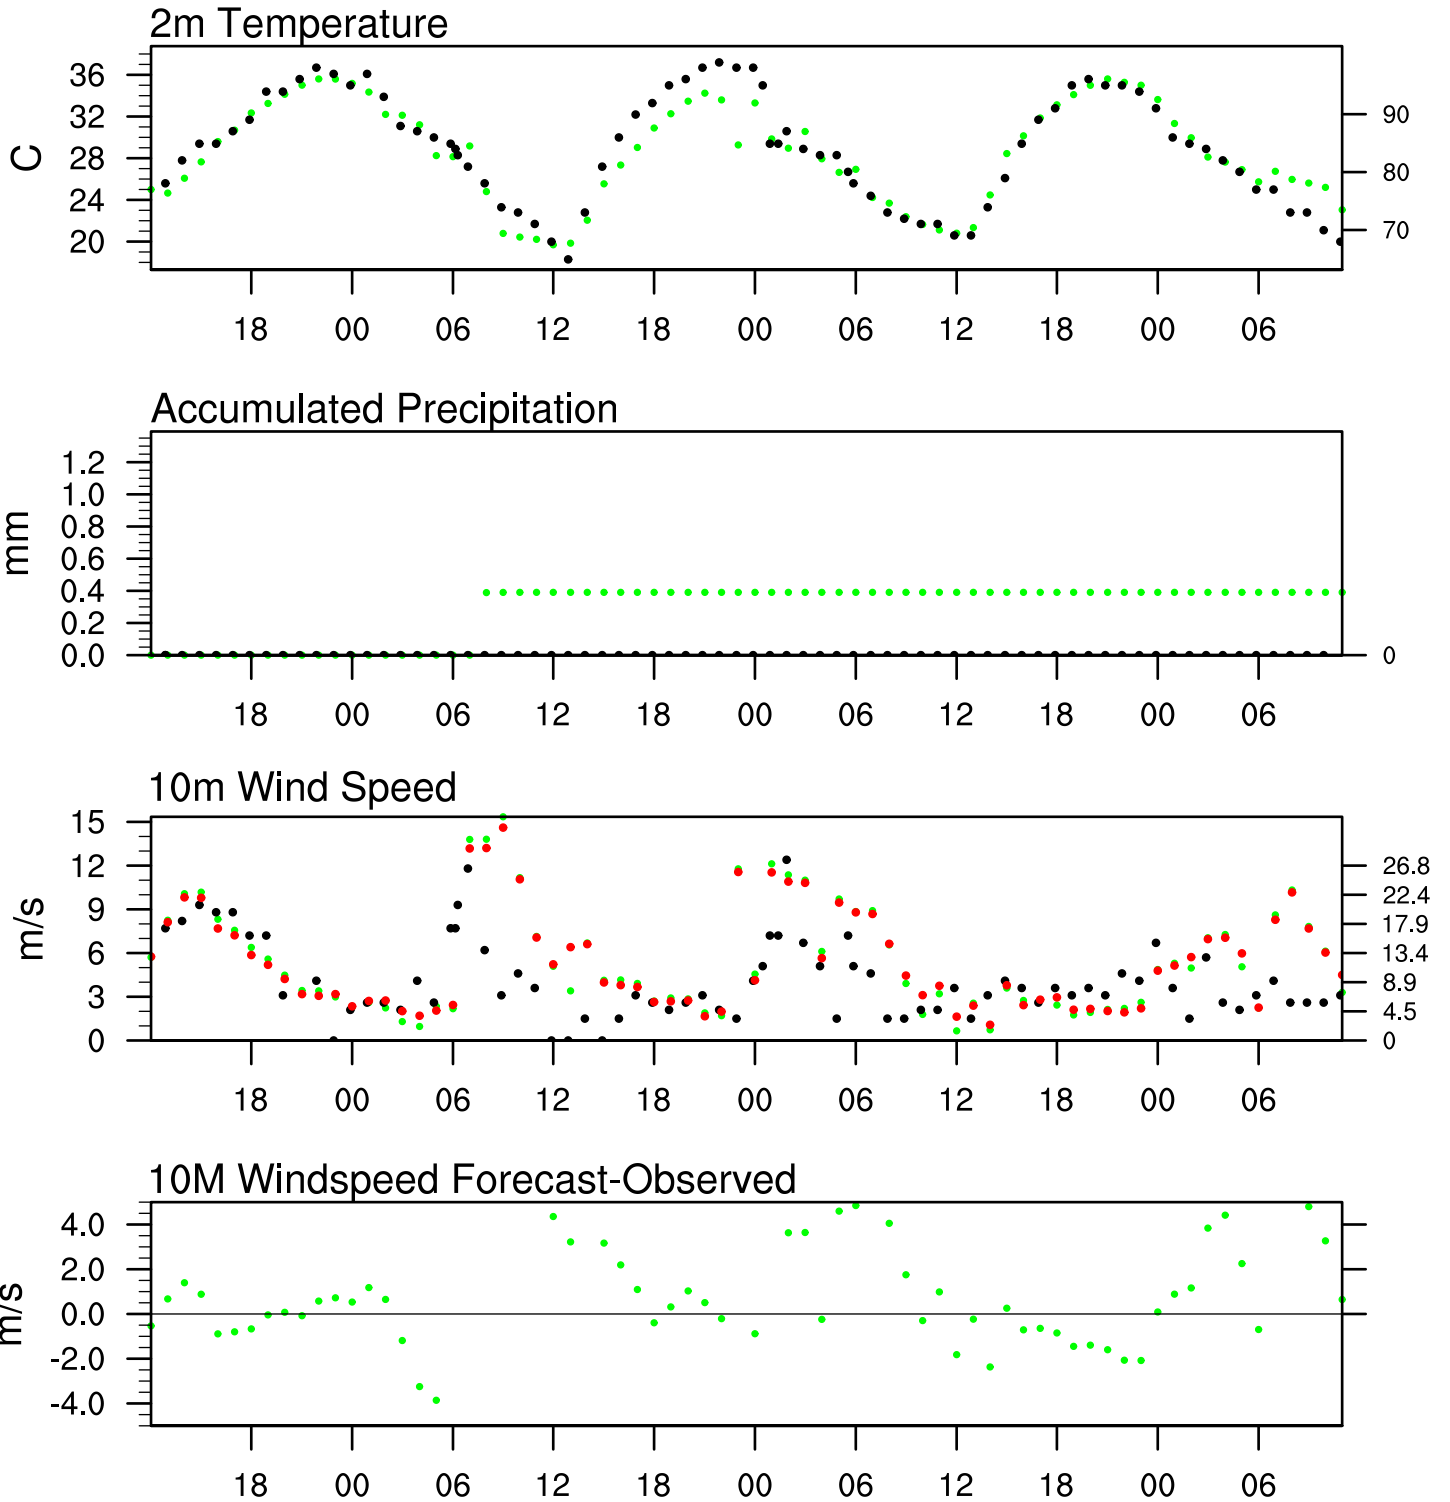 2m Temperature
C
36
32
28
24
20
90
80
70
18 00 06 12 18 00 06 12 18 00 06
Accumulated Precipitation
mm
1.2
1.0
0.8
0.6
0.4
0.2
0.0
0
18 00 06 12 18 00 06 12 18 00 06
10m Wind Speed
m/s
15
12
9
6
3
0
26.8
22.4
17.9
13.4
8.9
4.5
0
18 00 06 12 18 00 06 12 18 00 06
10M Windspeed Forecast-Observed
m/s
4.0
2.0
0.0
-2.0
-4.0
18 00 06 12 18 00 06 12 18 00 06